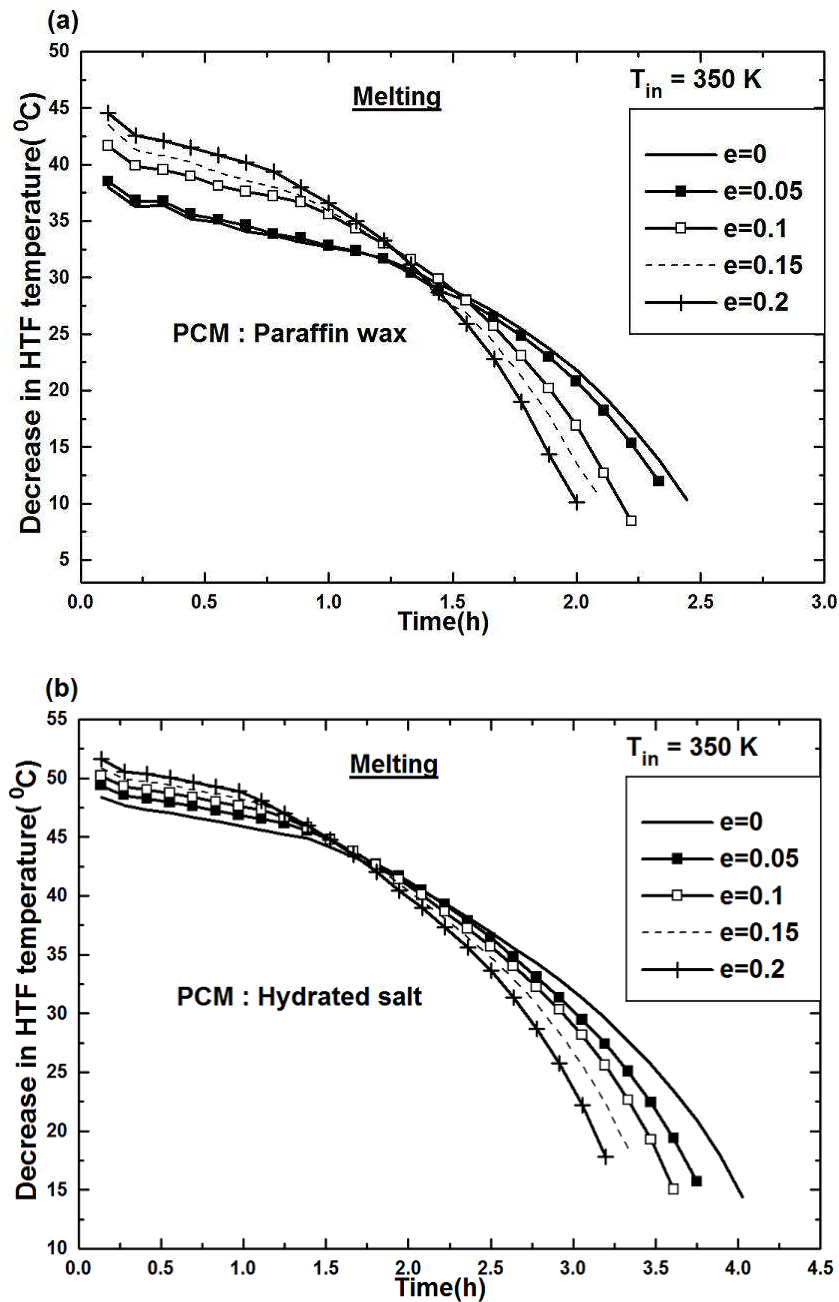 (a)
50
45
40
35
30
25
20
15
10
5
0.0 0.5 1.0 1.5 2.0 2.5 3.0
Decrease in HTF temperature( ⁰C)
Time(h)
Melting
T_in = 350 K
e=0
e=0.05
e=0.1
e=0.15
e=0.2
PCM : Paraffin wax
(b)
55
50
45
40
35
30
25
20
15
10
0.0 0.5 1.0 1.5 2.0 2.5 3.0 3.5 4.0 4.5
Decrease in HTF temperature( ⁰C)
Time(h)
Melting
T_in = 350 K
e=0
e=0.05
e=0.1
e=0.15
e=0.2
PCM : Hydrated salt